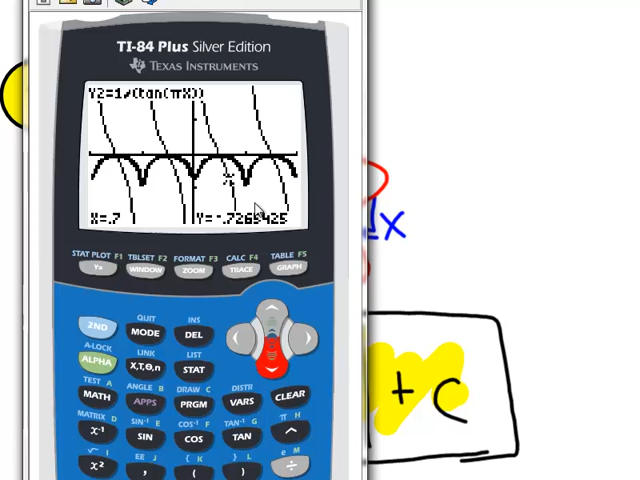 TI-84 Plus Silver Edition
TEXAS INSTRUMENTS
Y2=1/(tan(πX))
X=.7 Y=-.7265425
STAT PLOT F1 TBLSET F2 FORMAT F3 CALC F4 TABLE F5
Y= WINDOW ZOOM TRACE GRAPH
QUIT INS
2ND MODE DEL
A-LOCK LINK LIST
ALPHA X,T,Θ,n STAT
TEST A ANGLE B DRAW C DISTR
MATH APPS PRGM VARS CLEAR
MATRIX D SIN⁻¹ E COS⁻¹ F TAN⁻¹ G π H
x⁻¹ SIN COS TAN ^
√ I EE J { K } L e M
x² , ( ) ÷
dx
+ C